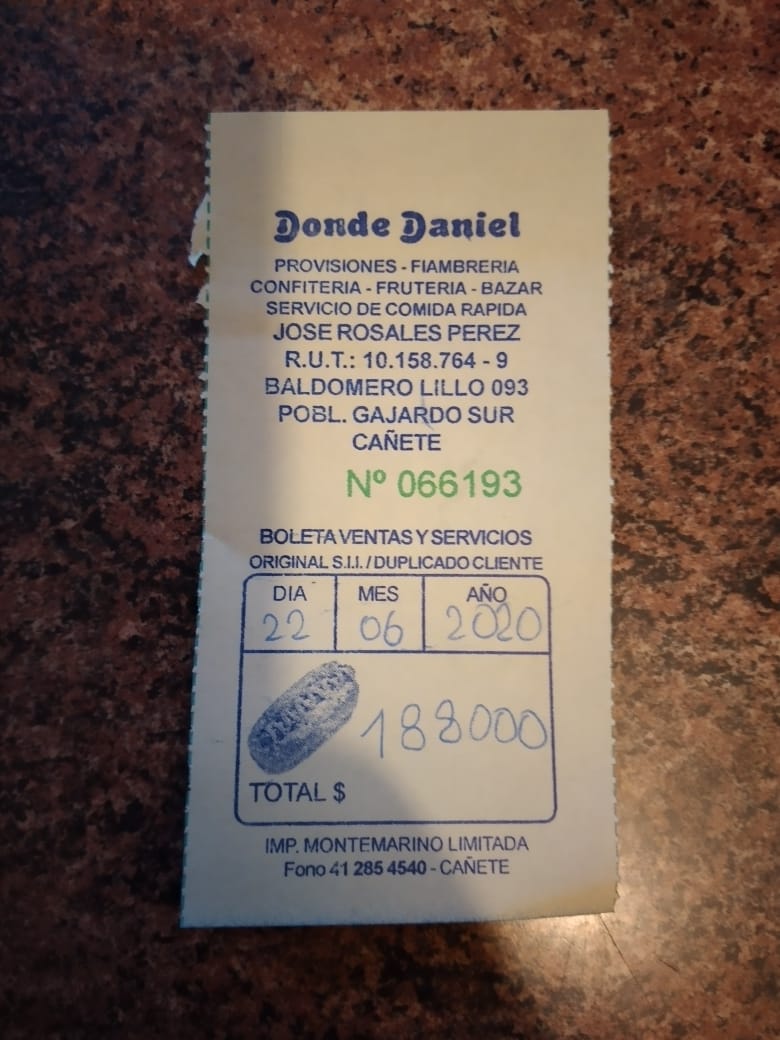 Donde Daniel
PROVISIONES - FIAMBRERIA
CONFITERIA - FRUTERIA - BAZAR
SERVICIO DE COMIDA RAPIDA
JOSE ROSALES PEREZ
R.U.T.: 10.158.764 - 9
BALDOMERO LILLO 093
POBL. GAJARDO SUR
CAÑETE
Nº 066193
BOLETA VENTAS Y SERVICIOS
ORIGINAL S.I.I. / DUPLICADO CLIENTE
DIA MES AÑO
22 06 2020
188000
TOTAL $
IMP. MONTEMARINO LIMITADA
Fono 41 285 4540 - CAÑETE